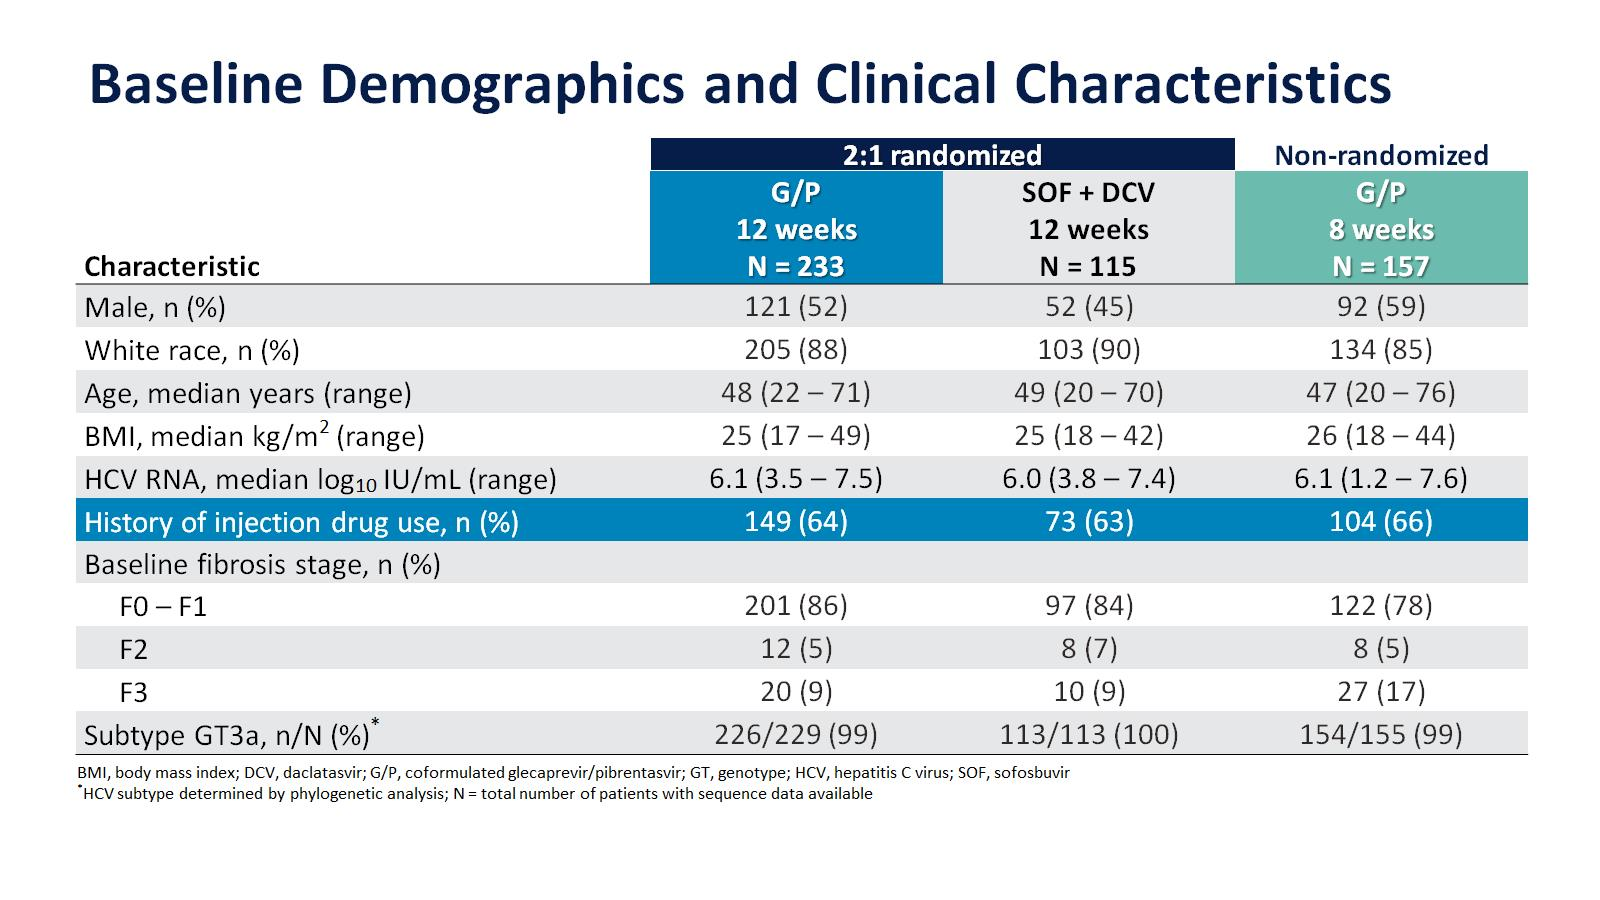 Baseline Demographics and Clinical Characteristics
2:1 randomized Non-randomized
G/P SOF + DCV G/P
12 weeks 12 weeks 8 weeks
Characteristic N = 233 N = 115 N = 157
Male, n (%) 121 (52) 52 (45) 92 (59)
White race, n (%) 205 (88) 103 (90) 134 (85)
Age, median years (range) 48 (22 – 71) 49 (20 – 70) 47 (20 – 76)
BMI, median kg/m² (range) 25 (17 – 49) 25 (18 – 42) 26 (18 – 44)
HCV RNA, median log₁₀ IU/mL (range) 6.1 (3.5 – 7.5) 6.0 (3.8 – 7.4) 6.1 (1.2 – 7.6)
History of injection drug use, n (%) 149 (64) 73 (63) 104 (66)
Baseline fibrosis stage, n (%)
F0 – F1 201 (86) 97 (84) 122 (78)
F2 12 (5) 8 (7) 8 (5)
F3 20 (9) 10 (9) 27 (17)
Subtype GT3a, n/N (%)* 226/229 (99) 113/113 (100) 154/155 (99)
BMI, body mass index; DCV, daclatasvir; G/P, coformulated glecaprevir/pibrentasvir; GT, genotype; HCV, hepatitis C virus; SOF, sofosbuvir
*HCV subtype determined by phylogenetic analysis; N = total number of patients with sequence data available